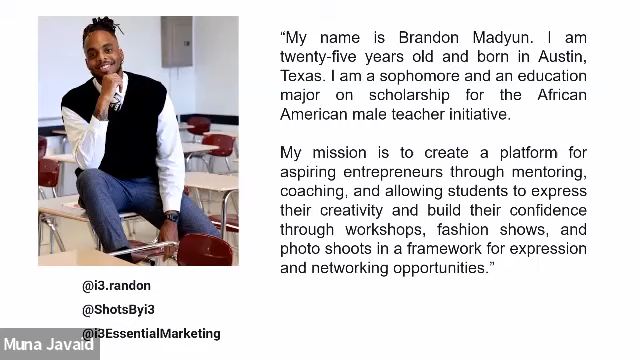 “My name is Brandon Madyun. I am
twenty-five years old and born in Austin,
Texas. I am a sophomore and an education
major on scholarship for the African
American male teacher initiative.
My mission is to create a platform for
aspiring entrepreneurs through mentoring,
coaching, and allowing students to express
their creativity and build their confidence
through workshops, fashion shows, and
photo shoots in a framework for expression
and networking opportunities.”
@i3.randon
@ShotsByi3
@i3EssentialMarketing
Muna Javaid